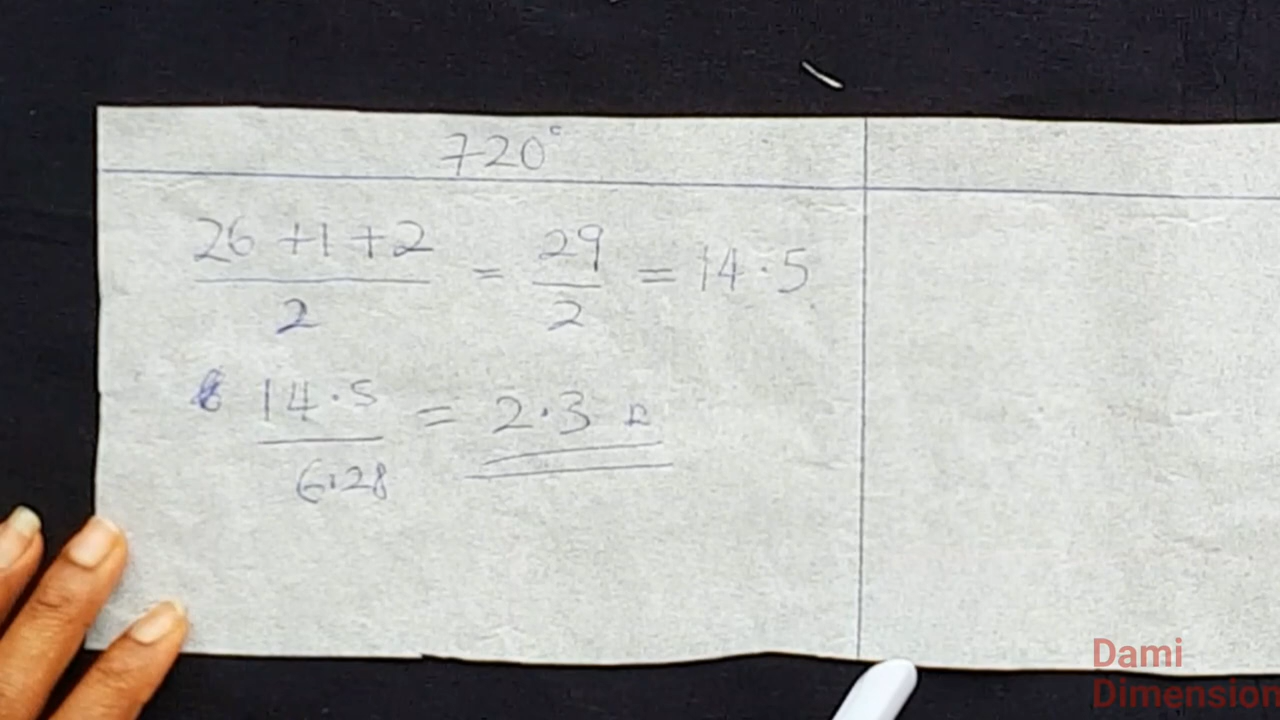 720°
26 +1 +2 / 2 = 29 / 2 = 14.5
14.5 / 6.28 = 2.3
Dami
Dimension